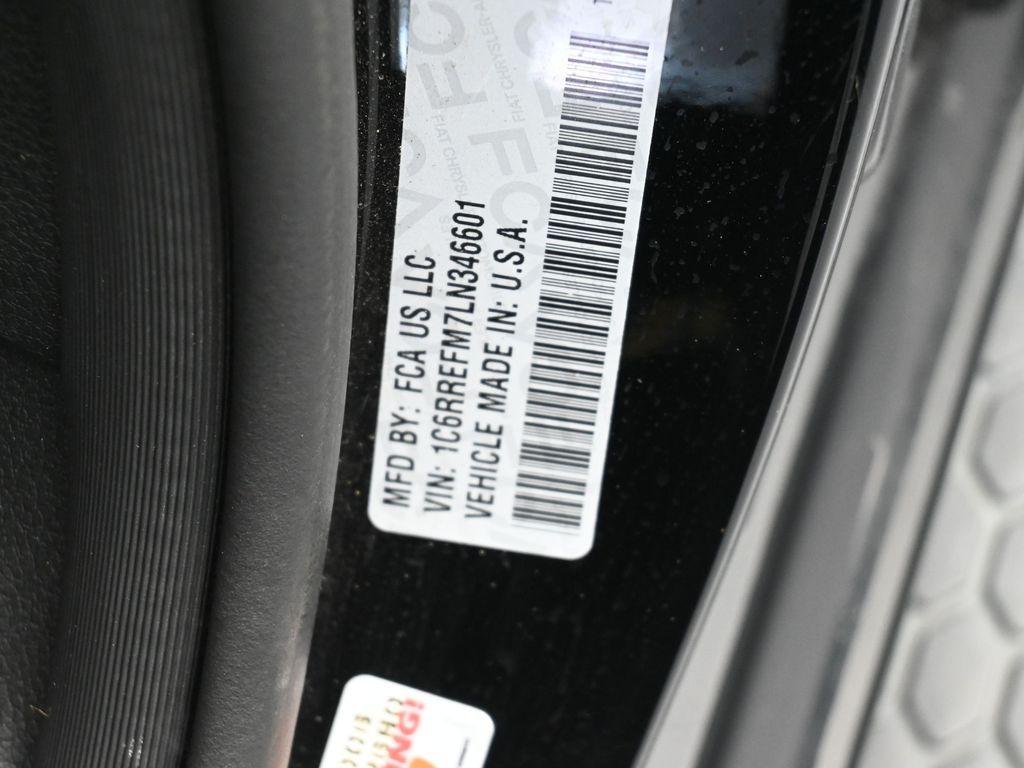 MFD BY: FCA US LLC
VIN: 1C6RREFM7LN346601
VEHICLE MADE IN: U.S.A.